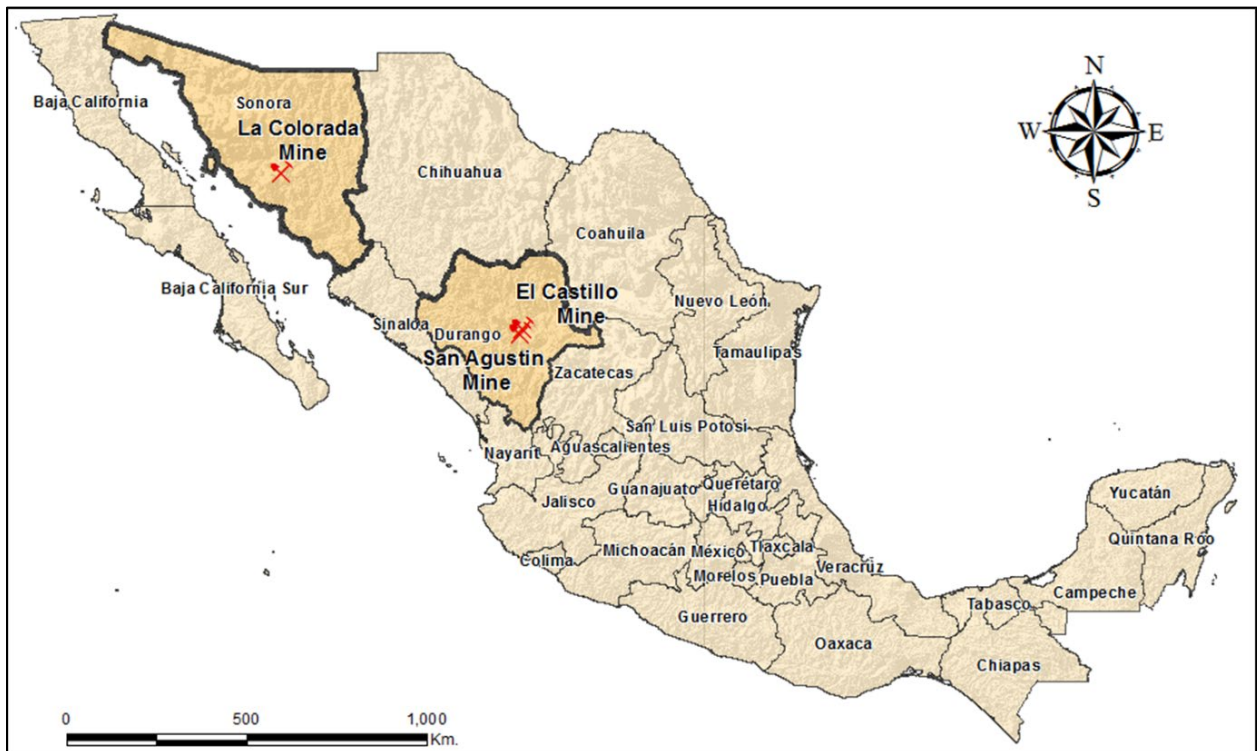 N
W
E
S
Baja California
Sonora
La Colorada
Mine
Chihuahua
Coahuila
Baja California Sur
El Castillo
Mine
Nuevo León
Sinaloa
Durango
San Agustin
Mine
Tamaulipas
Zacatecas
San Luis Potosi
Nayarit
Aguascalientes
Guanajuato
Querétaro
Hidalgo
Jalisco
Yucatán
Quintana Roo
Michoacán
México
Tlaxcala
Colima
Morelos
Puebla
Veracruz
Campeche
Tabasco
Guerrero
Oaxaca
Chiapas
0
500
1,000
Km.